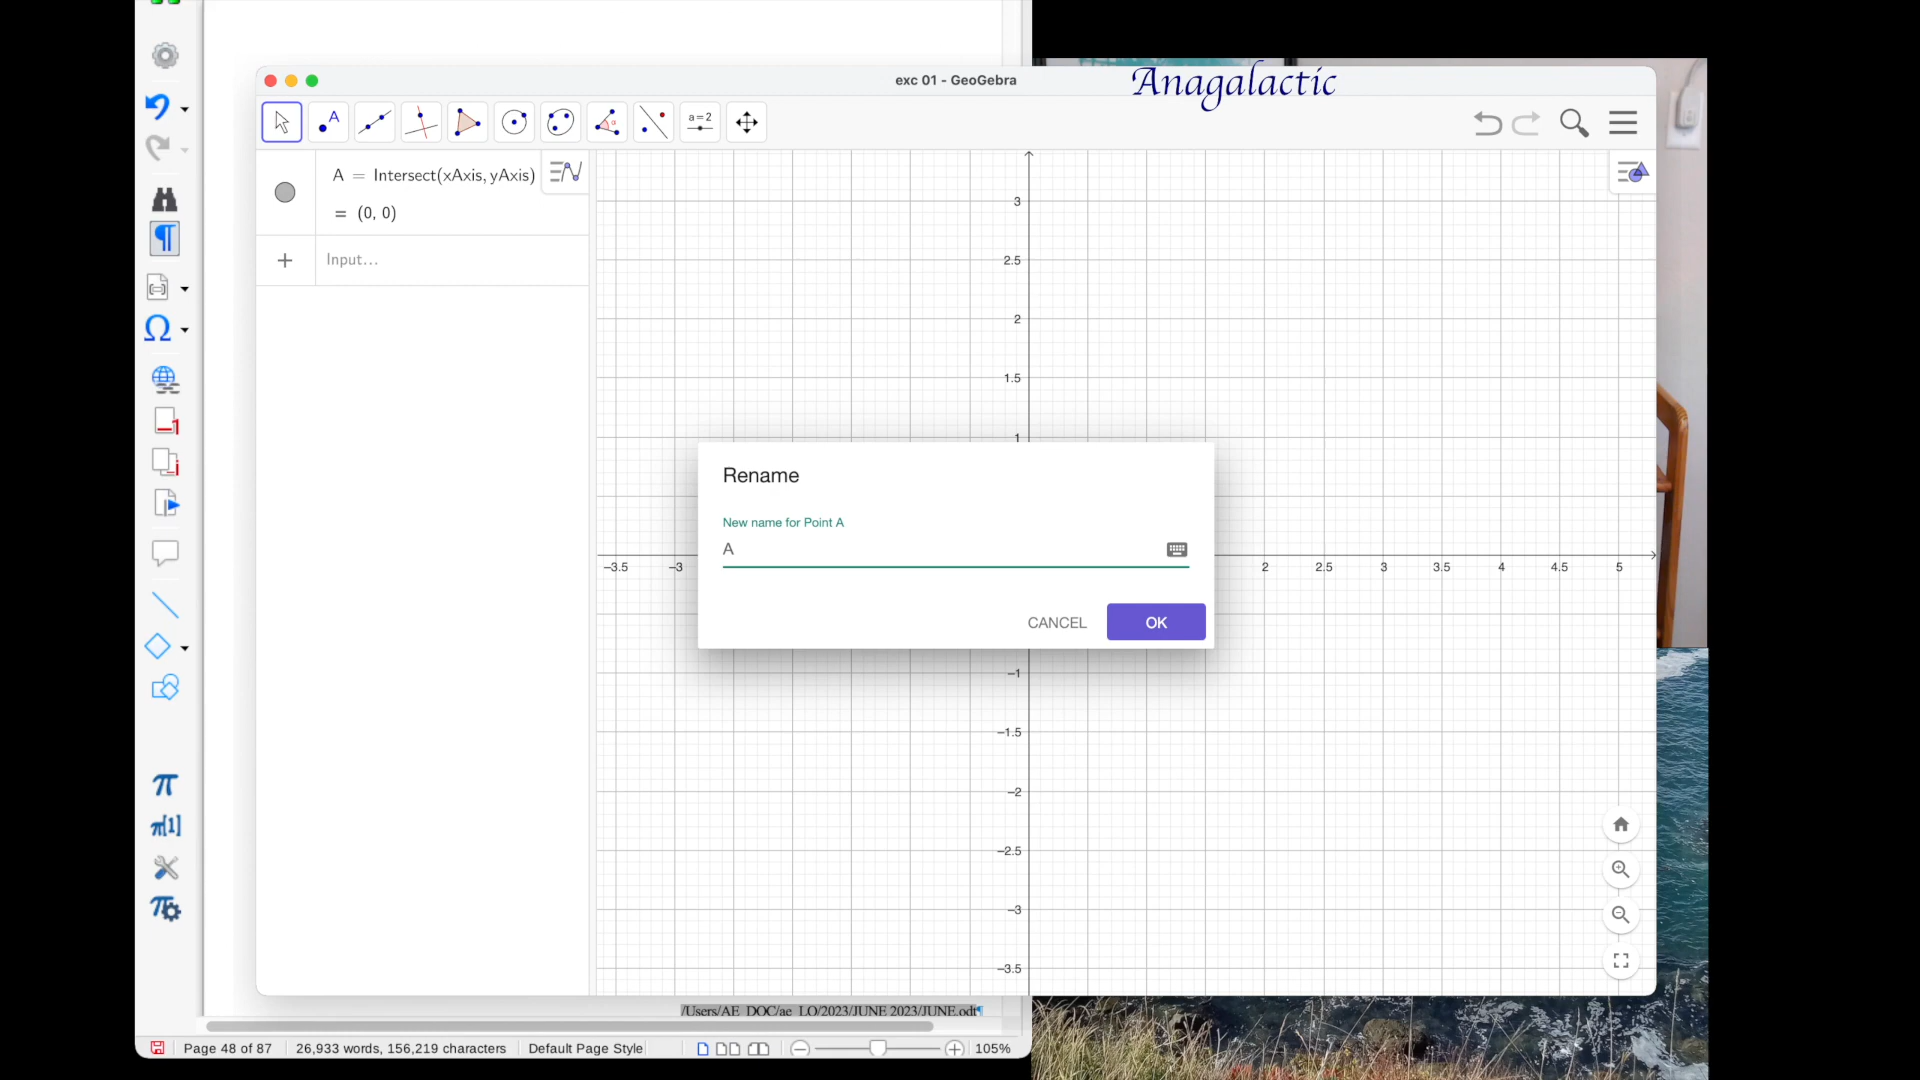 exc 01 - GeoGebra
Anagalactic
A
α
a=2
A = Intersect(xAxis, yAxis)
= (0, 0)
+ Input…
3
2.5
2
1.5
1
Rename
New name for Point A
A
CANCEL OK
−3.5 −3 2 2.5 3 3.5 4 4.5 5
−1
−1.5
−2
−2.5
−3
−3.5
¶
Ω
1
i
π
π[1]
π
/Users/AE_DOC/ae_LO/2023/JUNE 2023/JUNE.odt¶
Page 48 of 87 26,933 words, 156,219 characters Default Page Style 105%